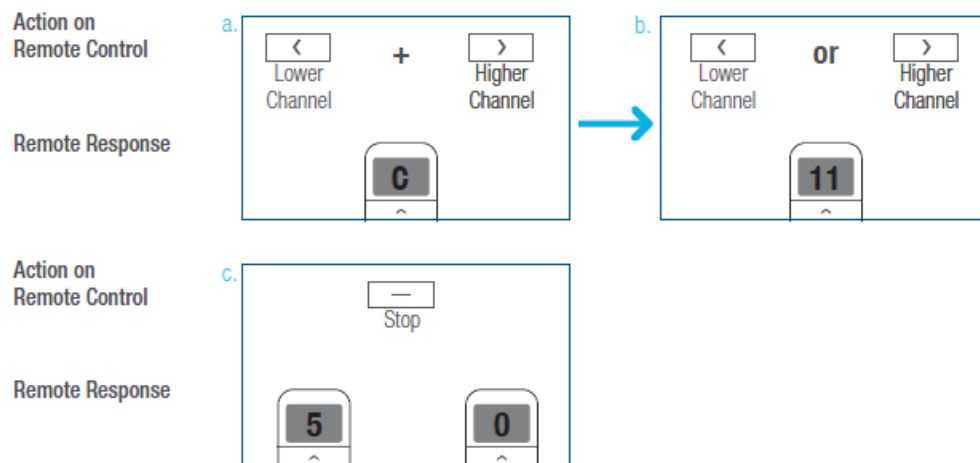 Action on
Remote Control
a.
‹ + ›
Lower
Channel
Higher
Channel
b.
‹ or ›
Lower
Channel
Higher
Channel
Remote Response
C
11
Action on
Remote Control
c.
—
Stop
Remote Response
5
0